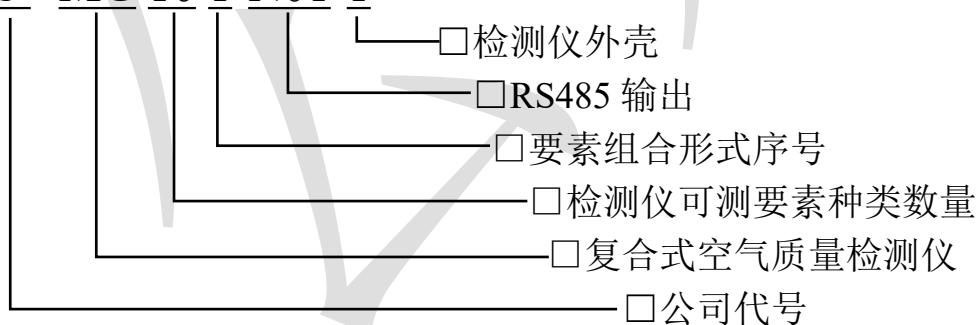 □检测仪外壳
□RS485 输出
□要素组合形式序号
□检测仪可测要素种类数量
□复合式空气质量检测仪
□公司代号